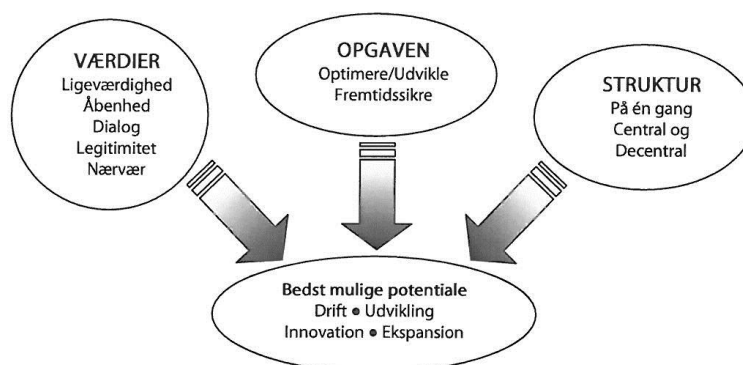 VÆRDIER
Ligeværdighed
Åbenhed
Dialog
Legitimitet
Nærvær
OPGAVEN
Optimere/Udvikle
Fremtidssikre
STRUKTUR
På én gang
Central og
Decentral
Bedst mulige potentiale
Drift ● Udvikling
Innovation ● Ekspansion